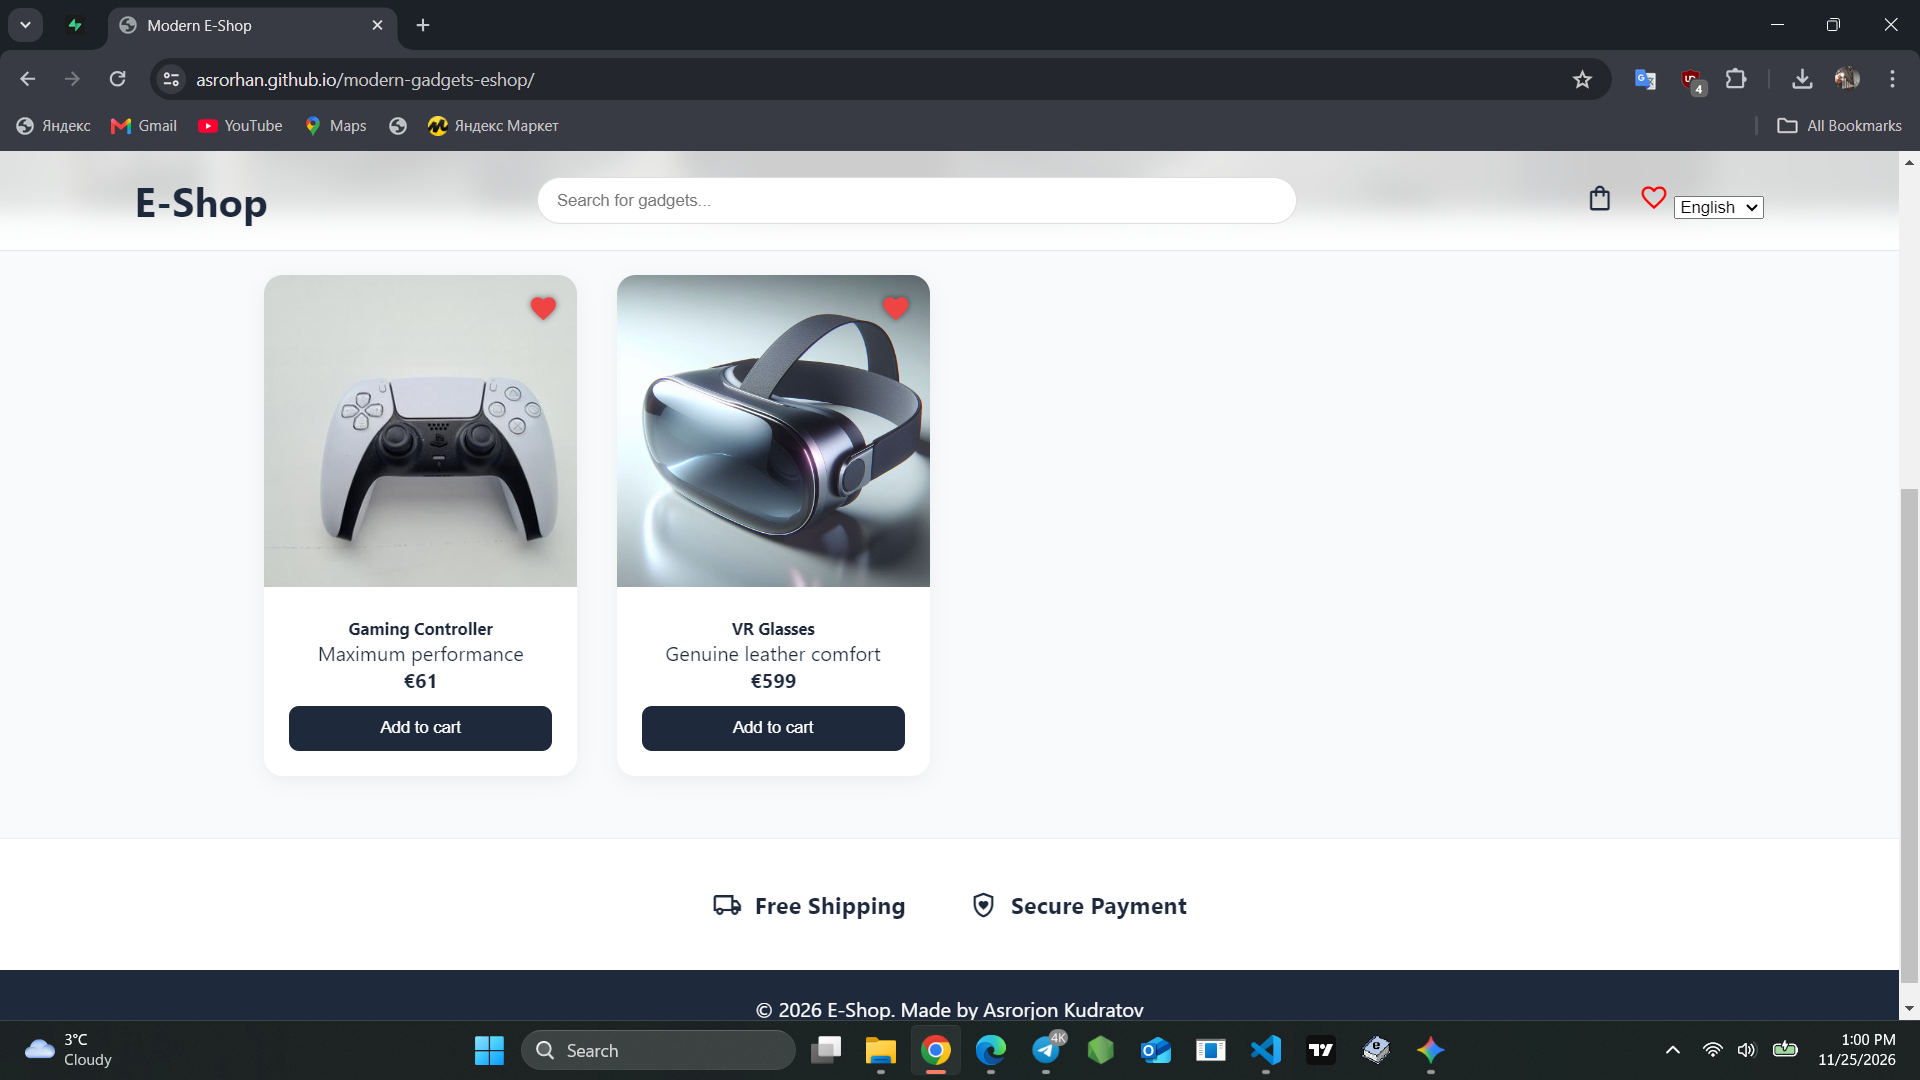 Modern E-Shop
asrorhan.github.io/modern-gadgets-eshop/
4
Яндекс
Gmail
YouTube
Maps
Яндекс Маркет
All Bookmarks
E-Shop
Search for gadgets...
English
Gaming Controller
Maximum performance
€61
Add to cart
VR Glasses
Genuine leather comfort
€599
Add to cart
Free Shipping
Secure Payment
© 2026 E-Shop. Made by Asrorjon Kudratov
3°C
Cloudy
Search
4K
1:00 PM
11/25/2026